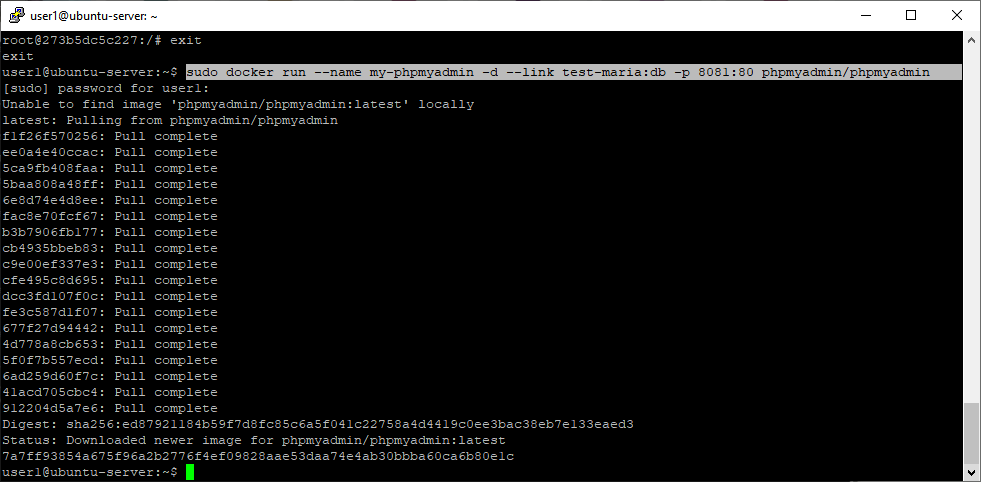 user1@ubuntu-server: ~
root@273b5dc5c227:/# exit
exit
user1@ubuntu-server:~$ sudo docker run --name my-phpmyadmin -d --link test-maria:db -p 8081:80 phpmyadmin/phpmyadmin
[sudo] password for user1:
Unable to find image 'phpmyadmin/phpmyadmin:latest' locally
latest: Pulling from phpmyadmin/phpmyadmin
f1f26f570256: Pull complete
ee0a4e40ccac: Pull complete
5ca9fb408faa: Pull complete
5baa808a48ff: Pull complete
6e8d74e4d8ee: Pull complete
fac8e70fcf67: Pull complete
b3b7906fb177: Pull complete
cb4935bbeb83: Pull complete
c9e00ef337e3: Pull complete
cfe495c8d695: Pull complete
dcc3fd107f0c: Pull complete
fe3c587d1f07: Pull complete
677f27d94442: Pull complete
4d778a8cb653: Pull complete
5f0f7b557ecd: Pull complete
6ad259d60f7c: Pull complete
41acd705cbc4: Pull complete
912204d5a7e6: Pull complete
Digest: sha256:ed87921184b59f7d8fc85c6a5f041c22758a4d4419c0ee3bac38eb7e133eaed3
Status: Downloaded newer image for phpmyadmin/phpmyadmin:latest
7a7ff93854a675f96a2b2776f4ef09828aae53daa74e4ab30bbba60ca6b80e1c
user1@ubuntu-server:~$